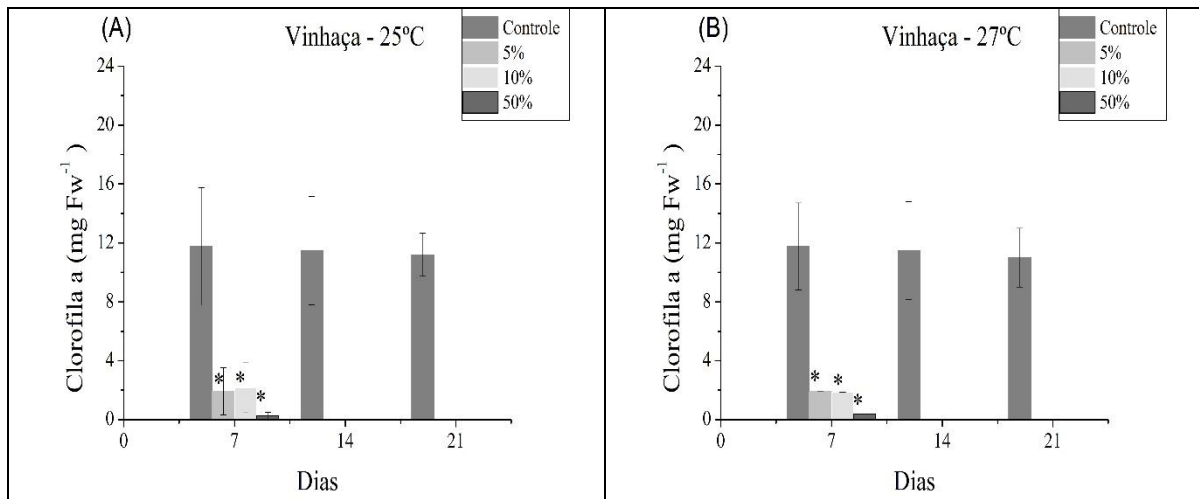 (A)
Vinhaça - 25ºC
Controle
5%
10%
50%
Clorofila a (mg Fw⁻¹)
24
20
16
12
8
4
0
* * *
0 7 14 21
Dias
(B)
Vinhaça - 27ºC
Controle
5%
10%
50%
Clorofila a (mg Fw⁻¹)
24
20
16
12
8
4
0
* * *
0 7 14 21
Dias